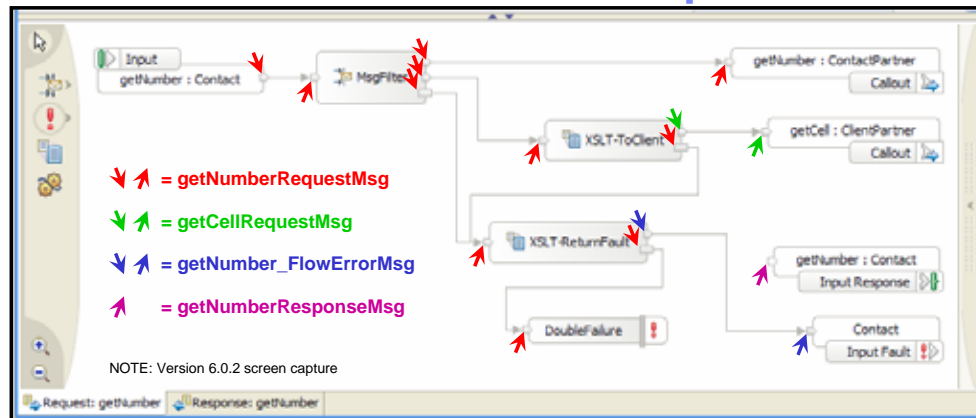 Input
getNumber : Contact
MsgFilter
getNumber : ContactPartner
Callout
XSLT-ToClient
getCell : ClientPartner
Callout
= getNumberRequestMsg
= getCellRequestMsg
= getNumber_FlowErrorMsg
= getNumberResponseMsg
XSLT-ReturnFault
getNumber : Contact
Input Response
DoubleFailure
Contact
Input Fault
NOTE: Version 6.0.2 screen capture
Request: getNumber
Response: getNumber